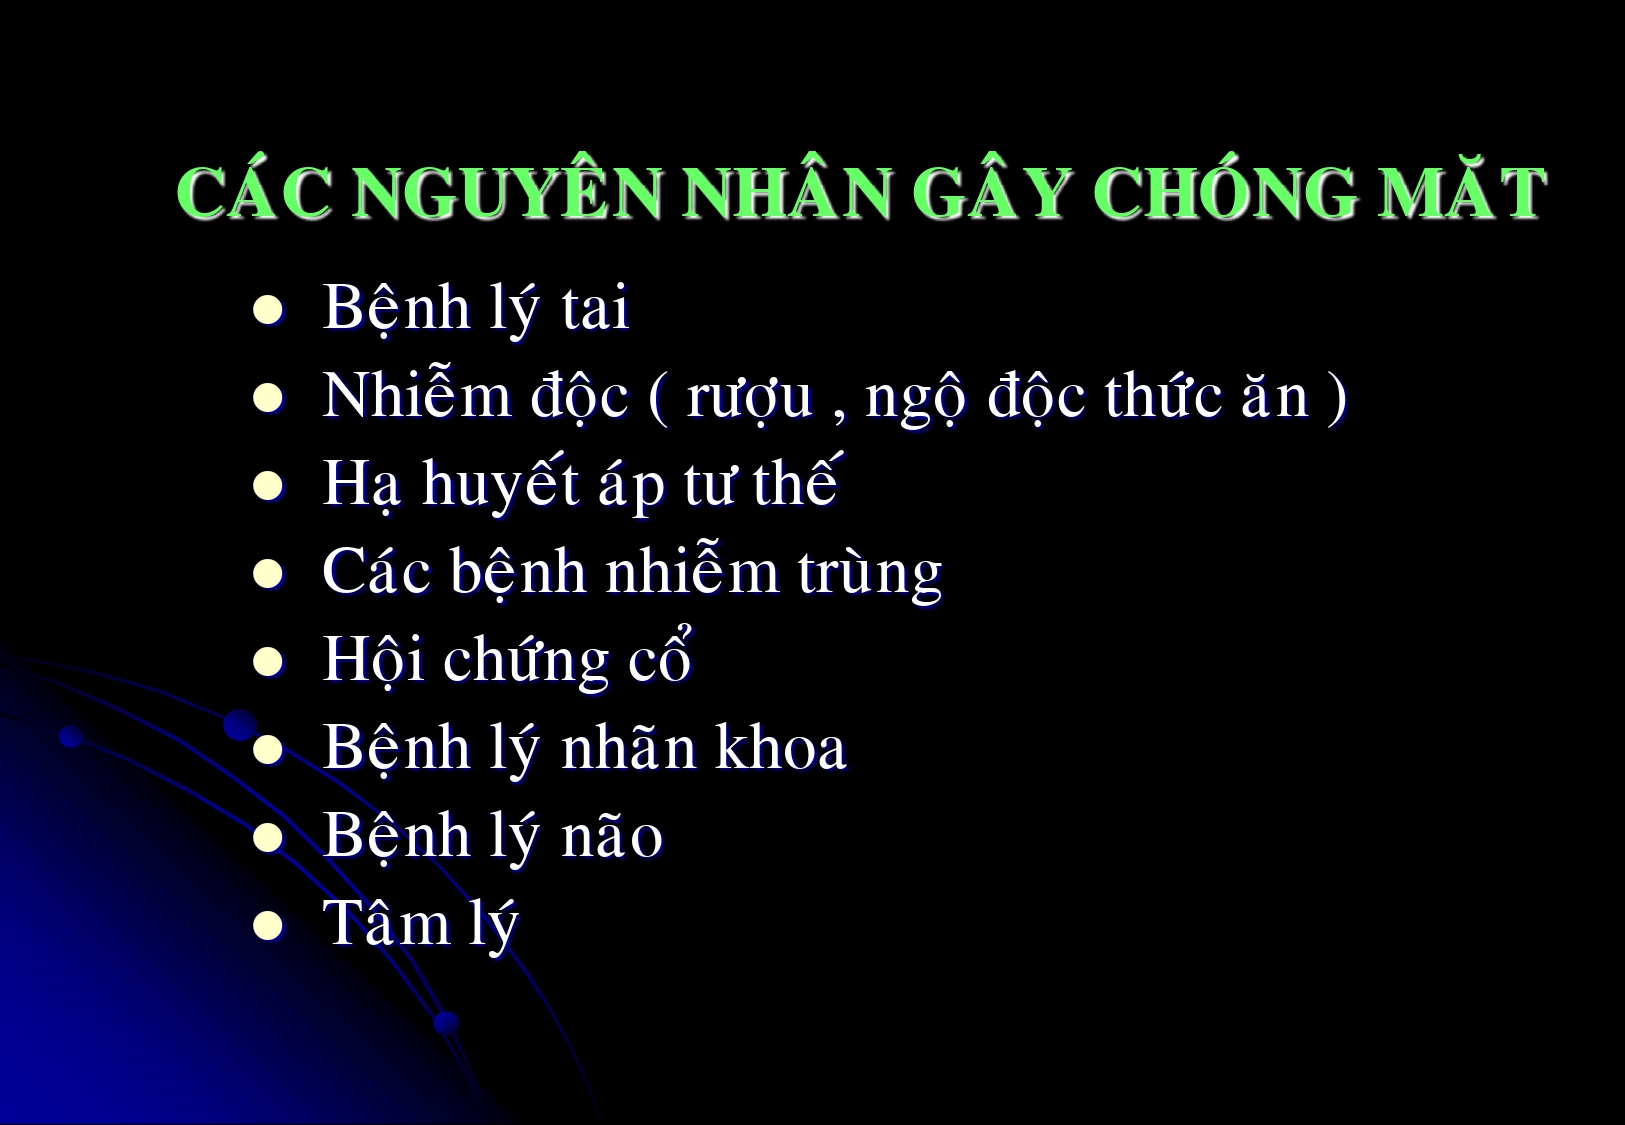 CÁC NGUYÊN NHÂN GÂY CHÓNG MẶT
Bệnh lý tai
Nhiễm độc ( rượu , ngộ độc thức ăn )
Hạ huyết áp tư thế
Các bệnh nhiễm trùng
Hội chứng cổ
Bệnh lý nhãn khoa
Bệnh lý não
Tâm lý